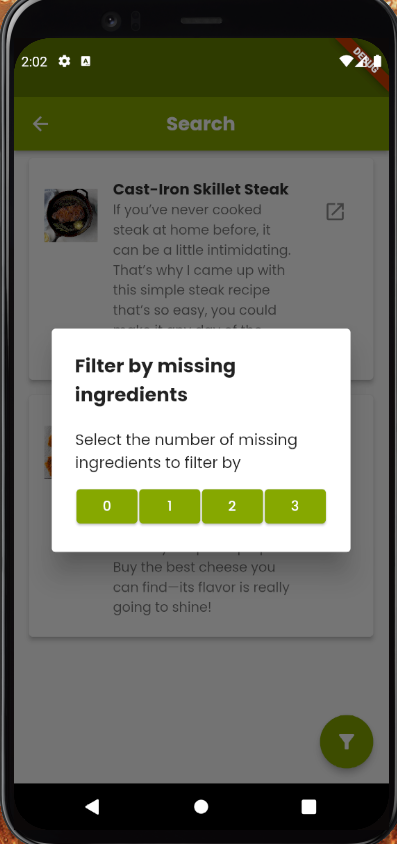 2:02
A
DEBUG
Search
Cast-Iron Skillet Steak
If you've never cooked
steak at home before, it
can be a little intimidating.
That's why I came up with
this simple steak recipe
that's so easy, you could
make it any day of the
Filter by missing
ingredients
Select the number of missing
ingredients to filter by
0 1 2 3
Buy the best cheese you
can find—its flavor is really
going to shine!